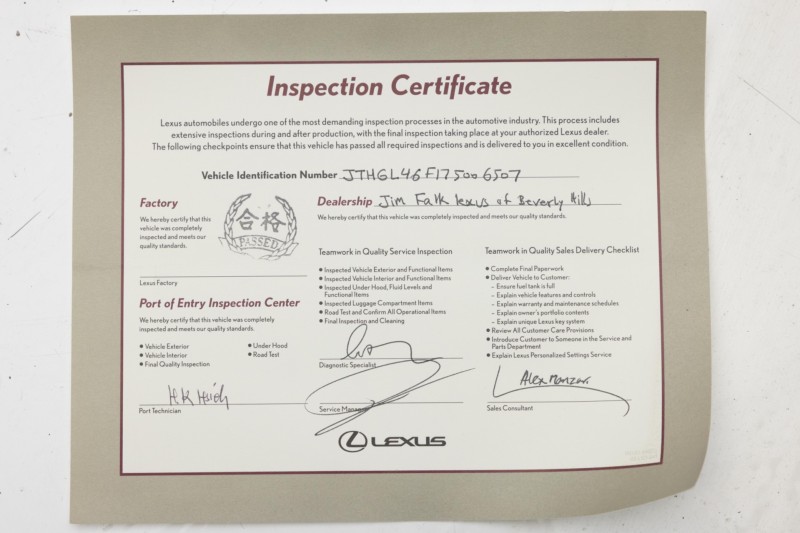 Inspection Certificate
Lexus automobiles undergo one of the most demanding inspection processes in the automotive industry. This process includes
extensive inspections during and after production, with the final inspection taking place at your authorized Lexus dealer.
The following checkpoints ensure that this vehicle has passed all required inspections and is delivered to you in excellent condition.
Vehicle Identification Number JTHGL46F175006507
Factory
We hereby certify that this
vehicle was completely
inspected and meets our
quality standards.
合格
PASSED
Lexus Factory
Port of Entry Inspection Center
We hereby certify that this vehicle was completely
inspected and meets our quality standards.
• Vehicle Exterior
• Vehicle Interior
• Final Quality Inspection
• Under Hood
• Road Test
HK Hsieh
Port Technician
Dealership Jim Falk Lexus of Beverly Hills
We hereby certify that this vehicle was completely inspected and meets our quality standards.
Teamwork in Quality Service Inspection
• Inspected Vehicle Exterior and Functional Items
• Inspected Vehicle Interior and Functional Items
• Inspected Under Hood, Fluid Levels and
Functional Items
• Inspected Luggage Compartment Items
• Road Test and Confirm All Operational Items
• Final Inspection and Cleaning
Diagnostic Specialist
Service Manager
Teamwork in Quality Sales Delivery Checklist
• Complete Final Paperwork
• Deliver Vehicle to Customer:
– Ensure fuel tank is full
– Explain vehicle features and controls
– Explain warranty and maintenance schedules
– Explain owner's portfolio contents
– Explain unique Lexus key system
• Review All Customer Care Provisions
• Introduce Customer to Someone in the Service and
Parts Department
• Explain Lexus Personalized Settings Service
Alex Manzar
Sales Consultant
LEXUS